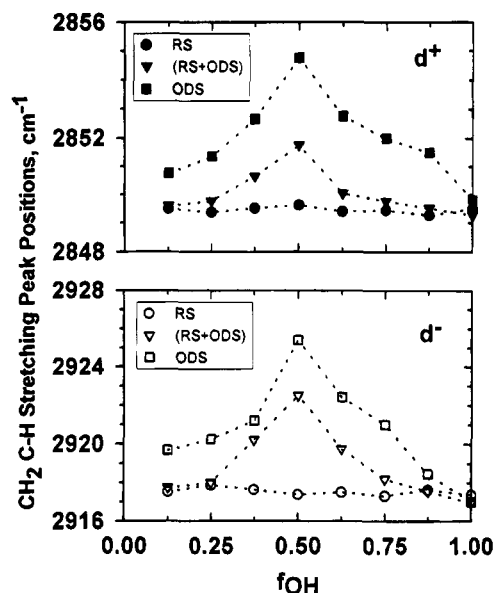 CH₂ C-H Stretching Peak Positions, cm⁻¹
2856
2852
2848
RS
(RS+ODS)
ODS
d⁺
2928
2924
2920
2916
RS
(RS+ODS)
ODS
d⁻
0.00 0.25 0.50 0.75 1.00
fOH